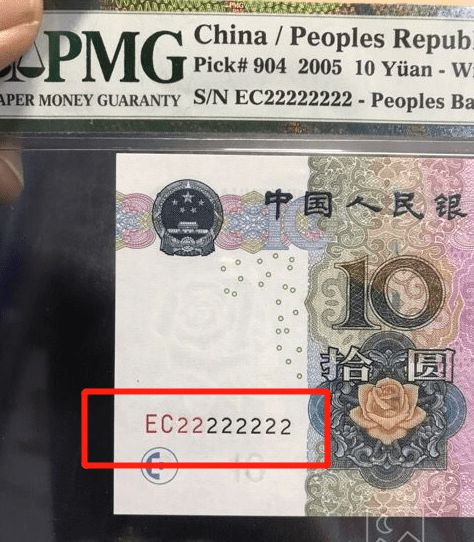 PMG
China / Peoples Republ
Pick# 904 2005 10 Yüan - W
APER MONEY GUARANTY
S/N EC22222222 - Peoples Ba
中国人民银
10
10
拾圆
EC22222222
10